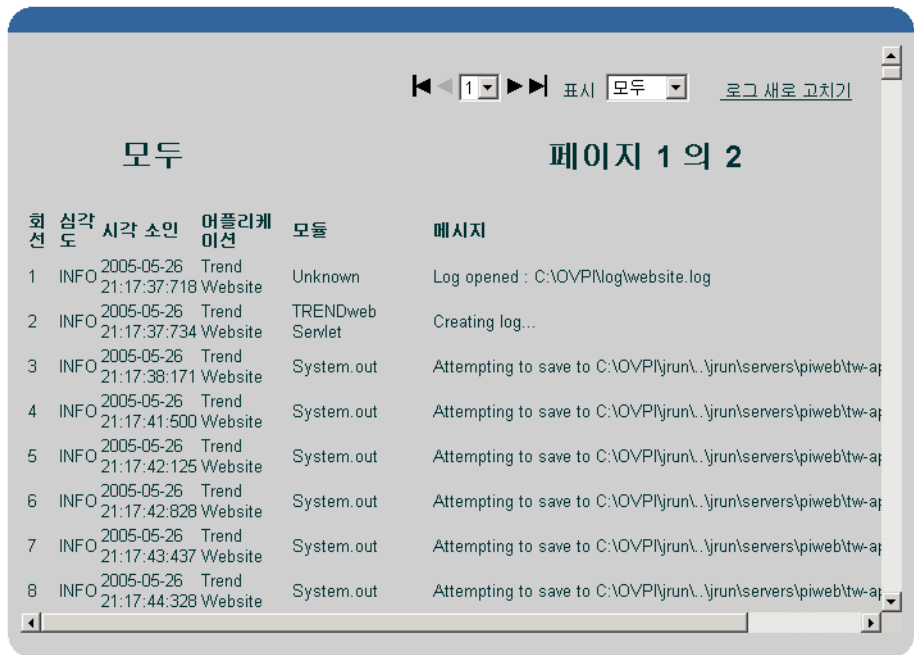 1 표시 모두 로그 새로 고치기
모두 페이지 1 의 2
회선 심각도 시각 소인 어플리케이션 모듈 메시지
1 INFO 2005-05-26 21:17:37:718 Trend Website Unknown Log opened : C:\OVPI\log\website.log
2 INFO 2005-05-26 21:17:37:734 Trend Website TRENDweb Servlet Creating log...
3 INFO 2005-05-26 21:17:38:171 Trend Website System.out Attempting to save to C:\OVPI\jrun\..\jrun\servers\piweb\tw-ap
4 INFO 2005-05-26 21:17:41:500 Trend Website System.out Attempting to save to C:\OVPI\jrun\..\jrun\servers\piweb\tw-ap
5 INFO 2005-05-26 21:17:42:125 Trend Website System.out Attempting to save to C:\OVPI\jrun\..\jrun\servers\piweb\tw-ap
6 INFO 2005-05-26 21:17:42:828 Trend Website System.out Attempting to save to C:\OVPI\jrun\..\jrun\servers\piweb\tw-ap
7 INFO 2005-05-26 21:17:43:437 Trend Website System.out Attempting to save to C:\OVPI\jrun\..\jrun\servers\piweb\tw-ap
8 INFO 2005-05-26 21:17:44:328 Trend Website System.out Attempting to save to C:\OVPI\jrun\..\jrun\servers\piweb\tw-ap